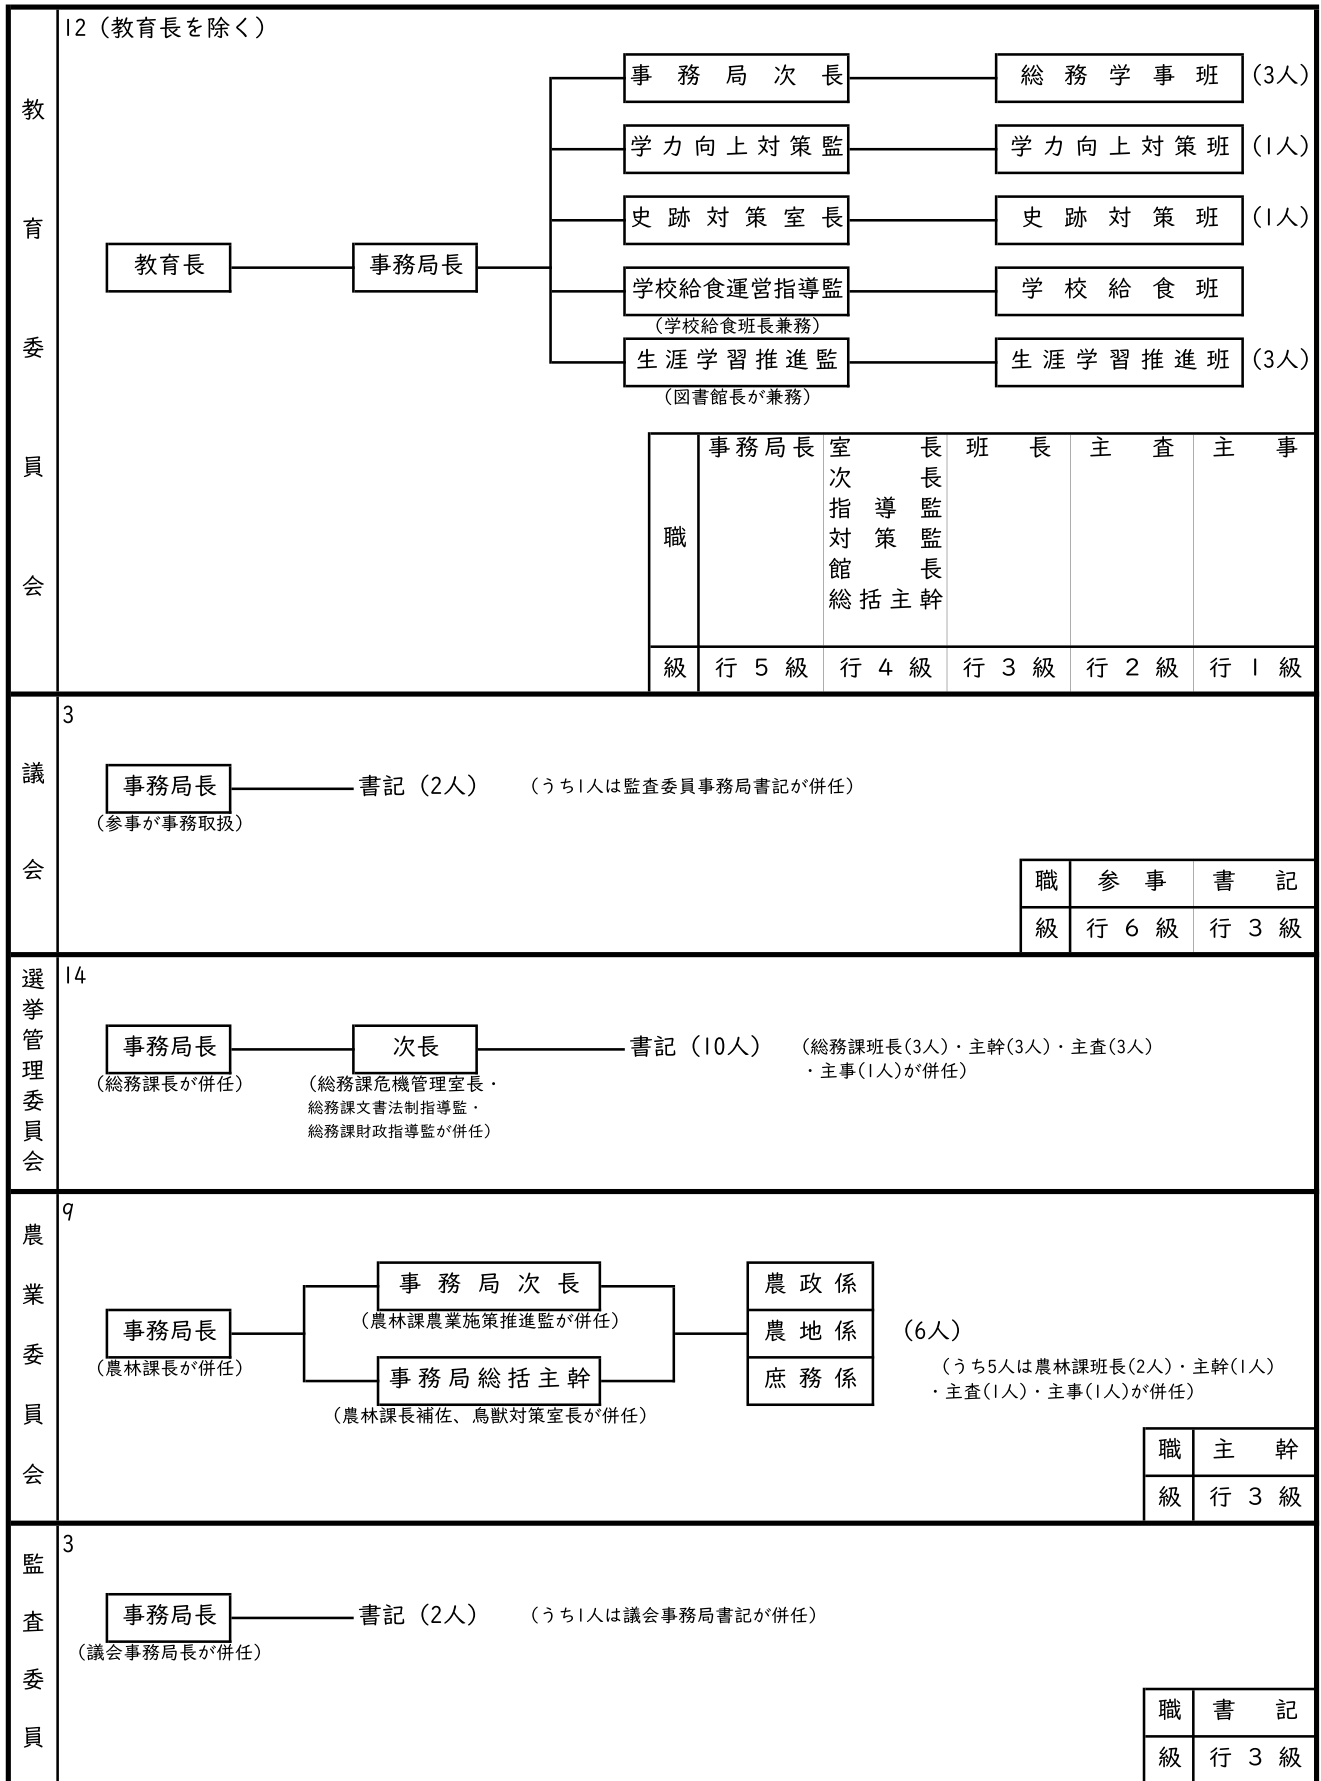 教育委員会
12（教育長を除く）
教育長
事務局長
事務局次長
総務学事班
（3人）
学力向上対策監
学力向上対策班
（1人）
史跡対策室長
史跡対策班
（1人）
学校給食運営指導監
（学校給食班長兼務）
学校給食班
生涯学習推進監
（図書館長が兼務）
生涯学習推進班
（3人）
職
事務局長
室長
次長
指導監
対策監
館長
総括主幹
班長
主査
主事
級
行5級
行4級
行3級
行2級
行1級
議会
3
事務局長
（参事が事務取扱）
書記（2人）
（うち1人は監査委員事務局書記が併任）
職 参事 書記
級 行6級 行3級
選挙管理委員会
14
事務局長
（総務課長が併任）
次長
（総務課危機管理室長・
総務課文書法制指導監・
総務課財政指導監が併任）
書記（10人）
（総務課班長(3人)・主幹(3人)・主査(3人)
・主事(1人)が併任）
農業委員会
9
事務局長
（農林課長が併任）
事務局次長
（農林課農業施策推進監が併任）
事務局総括主幹
（農林課長補佐、鳥獣対策室長が併任）
農政係
農地係
庶務係
（6人）
（うち5人は農林課班長(2人)・主幹(1人)
・主査(1人)・主事(1人)が併任）
職 主幹
級 行3級
監査委員
3
事務局長
（議会事務局長が併任）
書記（2人）
（うち1人は議会事務局書記が併任）
職 書記
級 行3級